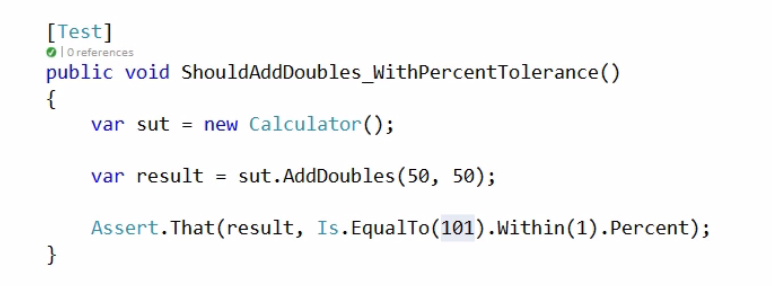 [Test]
| 0 references
public void ShouldAddDoubles_WithPercentTolerance()
{
var sut = new Calculator();
var result = sut.AddDoubles(50, 50);
Assert.That(result, Is.EqualTo(101).Within(1).Percent);
}